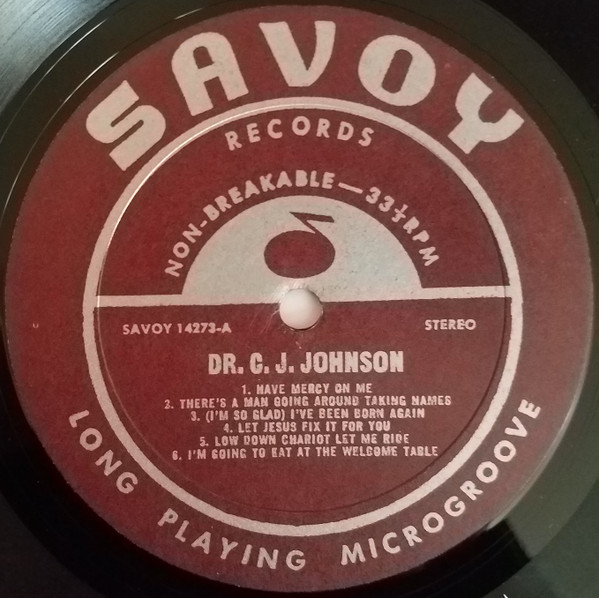 SAVOY
RECORDS
NON-BREAKABLE—33⅓RPM
SAVOY 14273-A STEREO
DR. C. J. JOHNSON
1. HAVE MERCY ON ME
2. THERE'S A MAN GOING AROUND TAKING NAMES
3. (I'M SO GLAD) I'VE BEEN BORN AGAIN
4. LET JESUS FIX IT FOR YOU
5. LOW DOWN CHARIOT LET ME RIDE
6. I'M GOING TO EAT AT THE WELCOME TABLE
LONG PLAYING MICROGROOVE